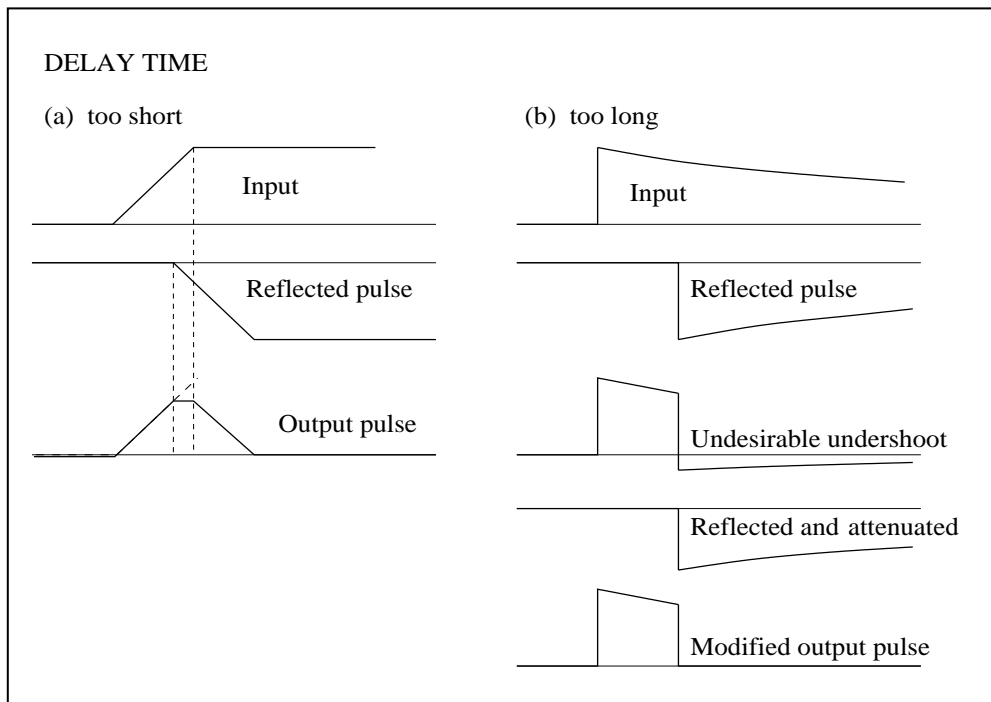 DELAY TIME
(a) too short
Input
Reflected pulse
Output pulse
(b) too long
Input
Reflected pulse
Undesirable undershoot
Reflected and attenuated
Modified output pulse